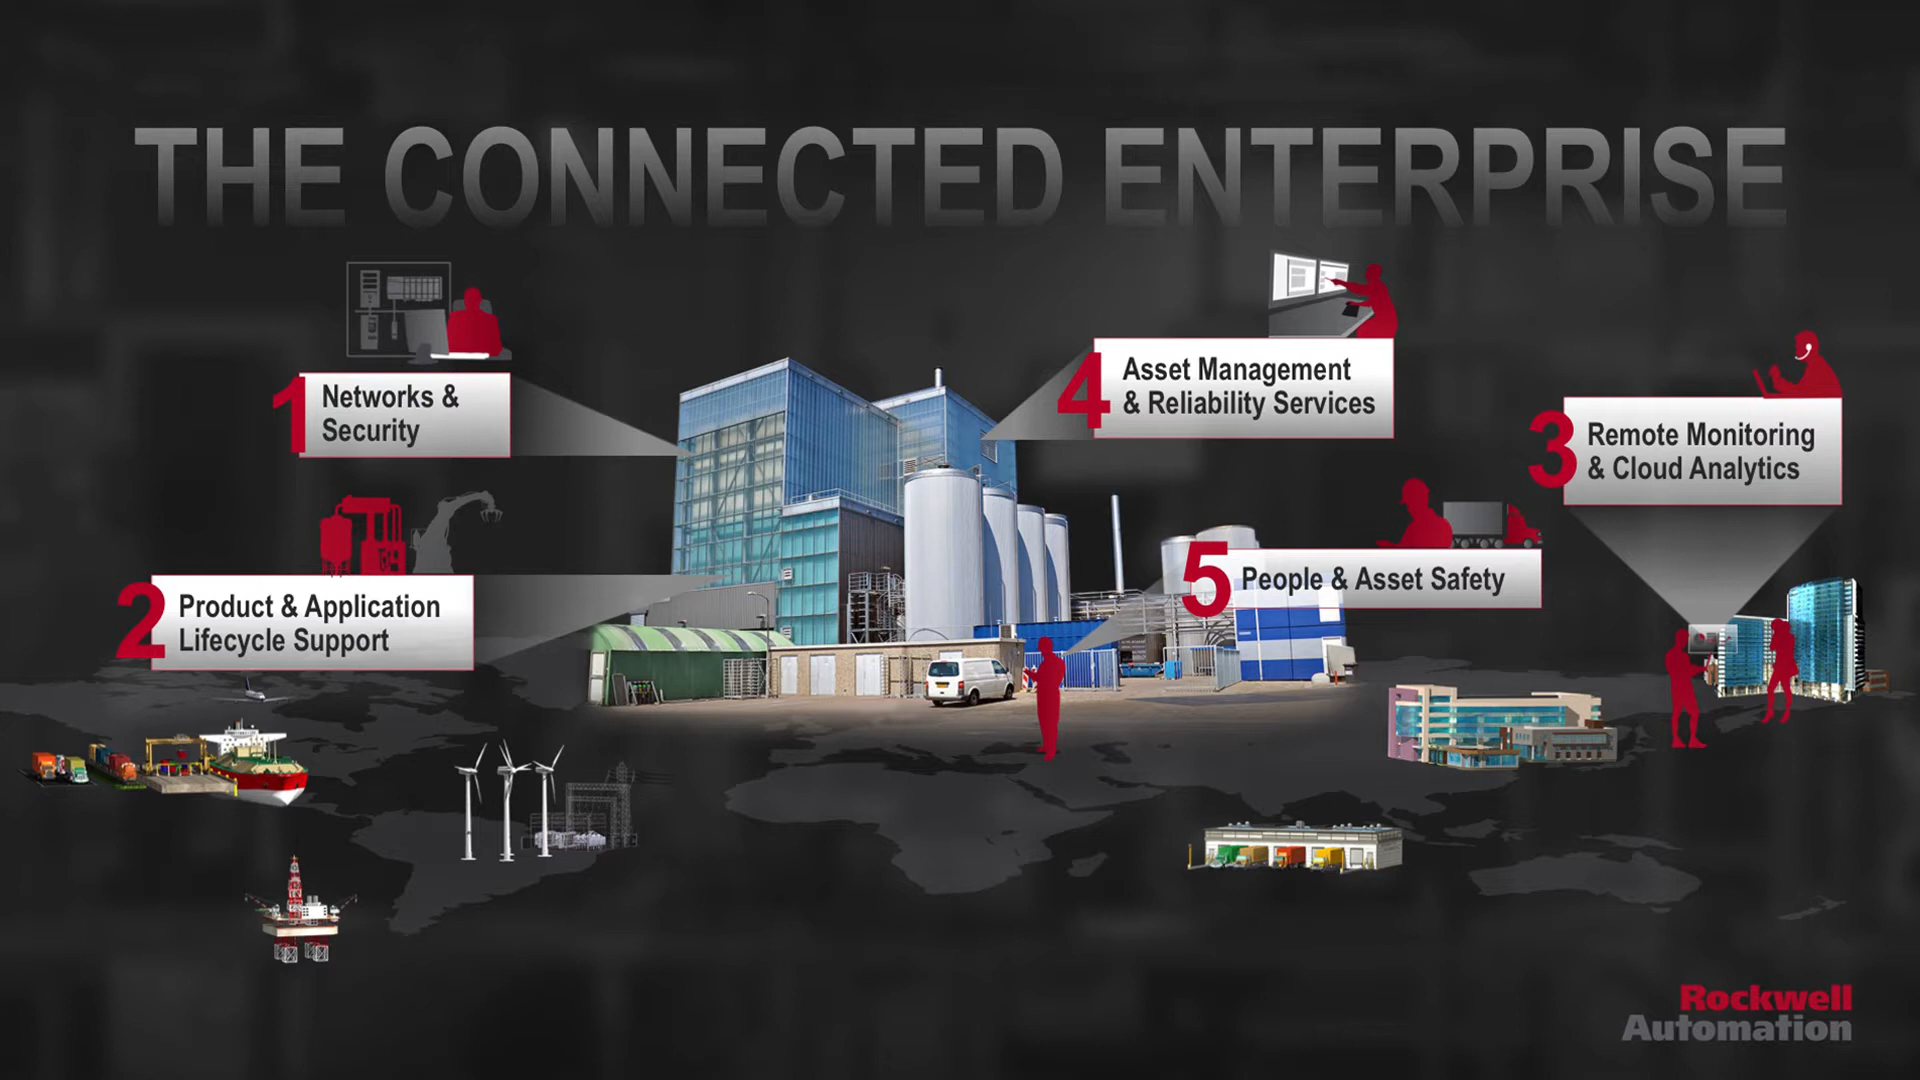 THE CONNECTED ENTERPRISE
1
Networks &
Security
2
Product & Application
Lifecycle Support
4
Asset Management
& Reliability Services
3
Remote Monitoring
& Cloud Analytics
5
People & Asset Safety
Rockwell
Automation